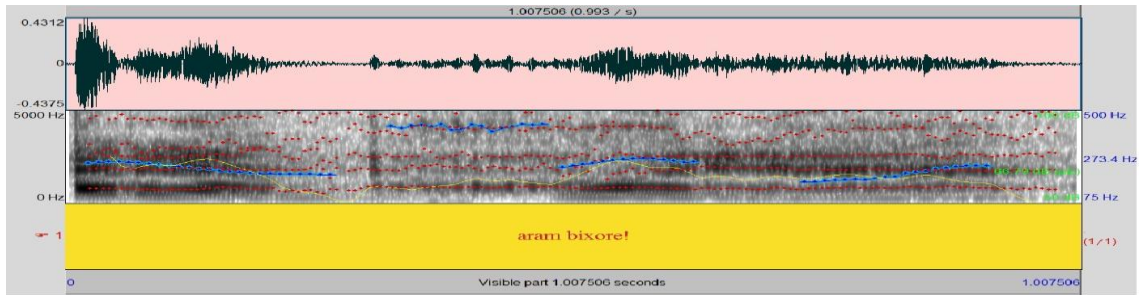 1.007506 (0.993 / s)
0.4312
0
-0.4375
5000 Hz
500 Hz
273.4 Hz
0 Hz
75 Hz
1
aram bixore!
(1/1)
0
Visible part 1.007506 seconds
1.007506